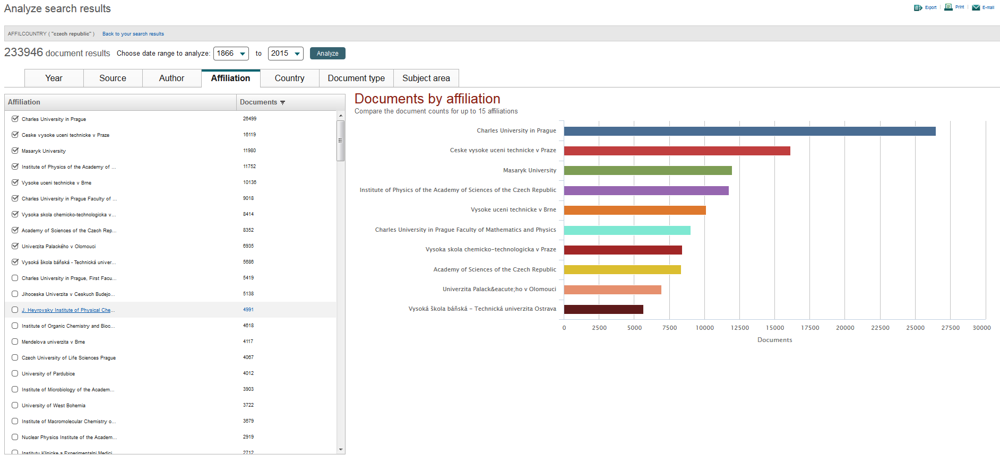 Analyze search results
Export | Print | E-mail
AFFILCOUNTRY ( "czech republic" ) Back to your search results
233946 document results Choose date range to analyze: 1866 to 2015 Analyze
Year Source Author Affiliation Country Document type Subject area
Affiliation Documents
Charles University in Prague 26499
Ceske vysoke uceni technicke v Praze 16119
Masaryk University 11980
Institute of Physics of the Academy of ... 11752
Vysoke uceni technicke v Brne 10136
Charles University in Prague Faculty of ... 9018
Vysoka skola chemicko-technologicka v... 8414
Academy of Sciences of the Czech Rep... 8352
Univerzita Palackého v Olomouci 6935
Vysoká škola báňská - Technická univer... 5686
Charles University in Prague, First Facu... 5419
Jihoceska Univerzita v Ceskuch Budejo... 5138
J. Heyrovsky Institute of Physical Che... 4991
Institute of Organic Chemistry and Bioc... 4618
Mendelova univerzita v Brne 4117
Czech University of Life Sciences Prague 4067
University of Pardubice 4012
Institute of Microbiology of the Academ... 3903
University of West Bohemia 3722
Institute of Macromolecular Chemistry o... 3679
Nuclear Physics Institute of the Academ... 2919
Institutu Klinicke a Experimentalni Medici... 2712
Documents by affiliation
Compare the document counts for up to 15 affiliations
Charles University in Prague
Ceske vysoke uceni technicke v Praze
Masaryk University
Institute of Physics of the Academy of Sciences of the Czech Republic
Vysoke uceni technicke v Brne
Charles University in Prague Faculty of Mathematics and Physics
Vysoka skola chemicko-technologicka v Praze
Academy of Sciences of the Czech Republic
Univerzita Palack&eacute;ho v Olomouci
Vysoká škola báňská - Technická univerzita Ostrava
0 2500 5000 7500 10000 12500 15000 17500 20000 22500 25000 27500 30000
Documents